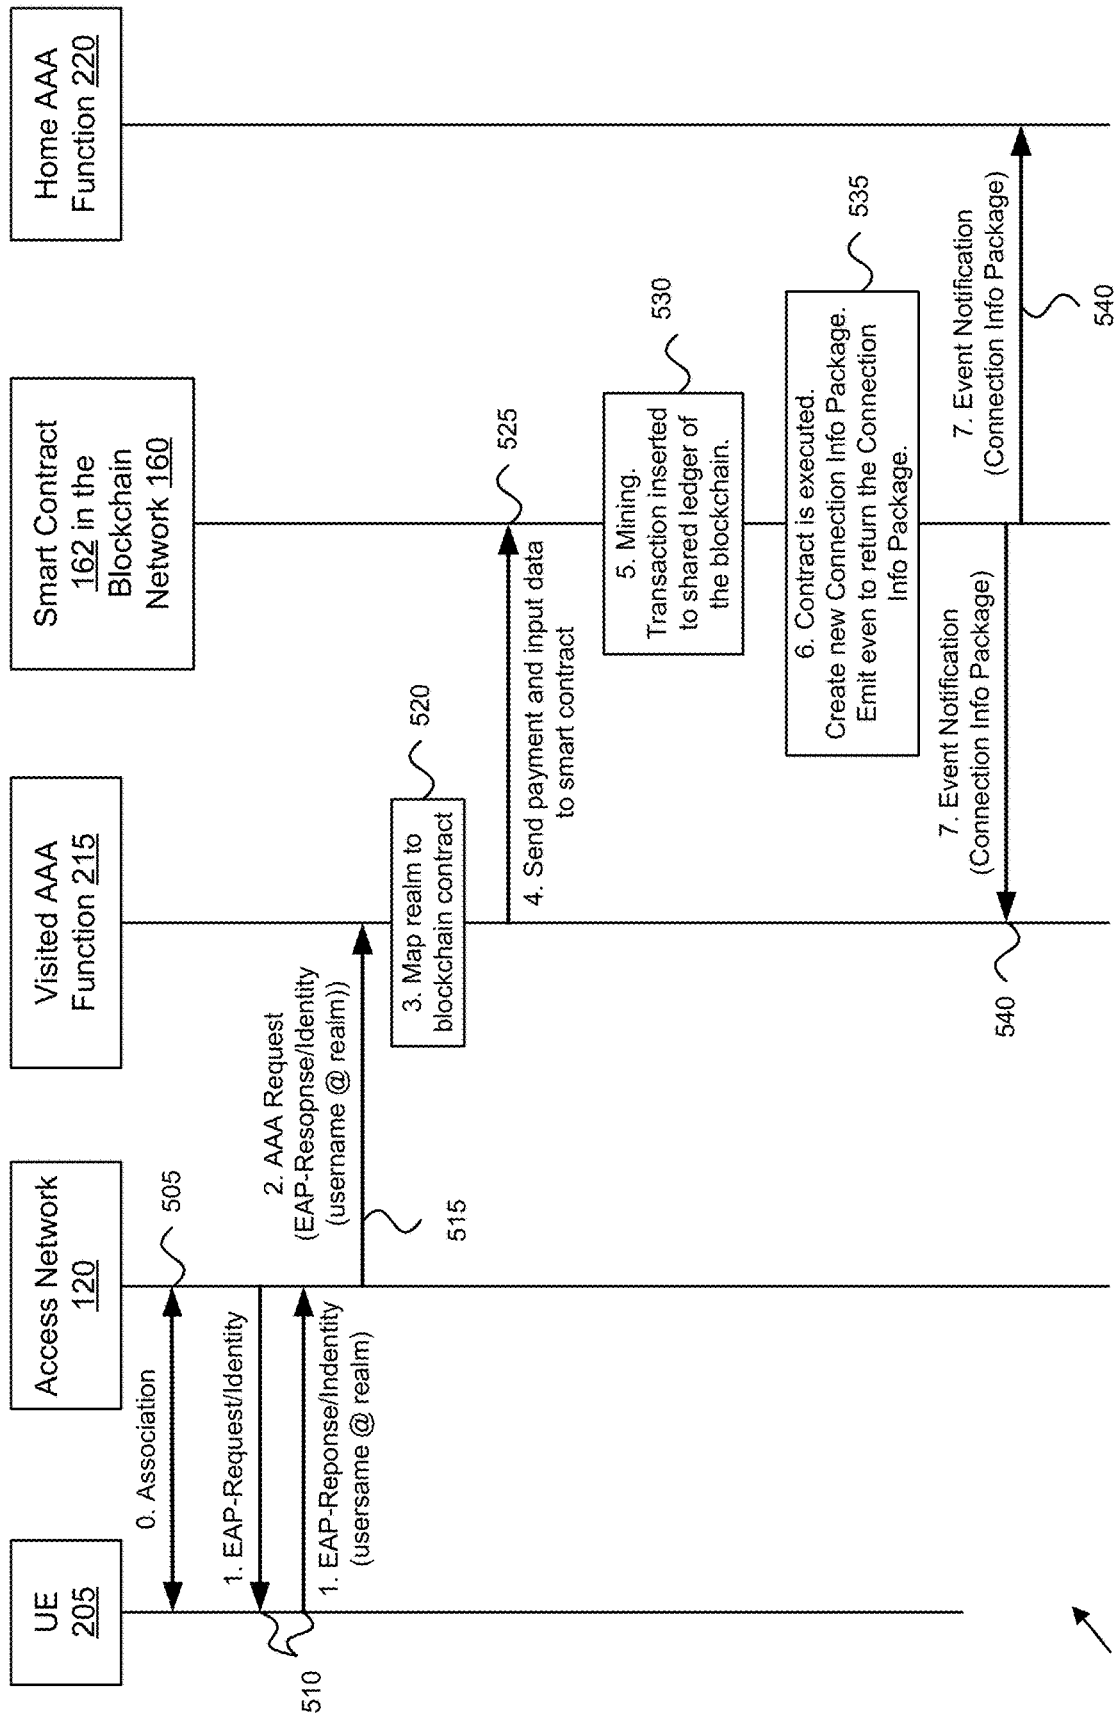 UE
205
Access Network
120
Visited AAA
Function 215
Smart Contract
162 in the
Blockchain
Network 160
Home AAA
Function 220
0. Association
505
1. EAP-Request/Identity
510
1. EAP-Reponse/Indentity
(usersame @ realm)
2. AAA Request
(EAP-Resopnse/Identity
(username @ realm))
515
3. Map realm to
blockchain contract
520
4. Send payment and input data
to smart contract
525
5. Mining.
Transaction inserted
to shared ledger of
the blockchain.
530
6. Contract is executed.
Create new Connection Info Package.
Emit even to return the Connection
Info Package.
535
7. Event Notification
(Connection Info Package)
540
7. Event Notification
(Connection Info Package)
540